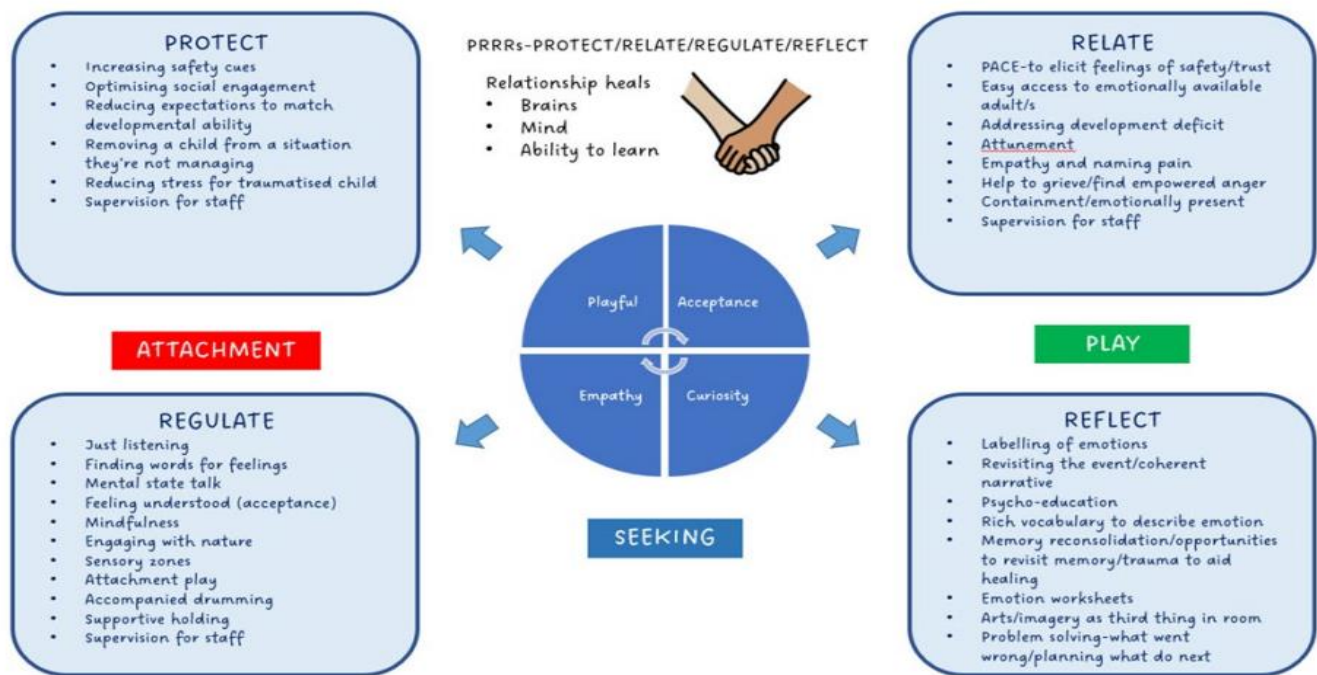 PROTECT
• Increasing safety cues
• Optimising social engagement
• Reducing expectations to match
developmental ability
• Removing a child from a situation
they're not managing
• Reducing stress for traumatised child
• Supervision for staff
PRRRs-PROTECT/RELATE/REGULATE/REFLECT
Relationship heals
• Brains
• Mind
• Ability to learn
RELATE
• PACE-to elicit feelings of safety/trust
• Easy access to emotionally available
adult/s
• Addressing development deficit
• Attunement
• Empathy and naming pain
• Help to grieve/find empowered anger
• Containment/emotionally present
• Supervision for staff
Playful
Acceptance
Empathy
Curiosity
ATTACHMENT
PLAY
SEEKING
REGULATE
• Just listening
• Finding words for feelings
• Mental state talk
• Feeling understood (acceptance)
• Mindfulness
• Engaging with nature
• Sensory zones
• Attachment play
• Accompanied drumming
• Supportive holding
• Supervision for staff
REFLECT
• Labelling of emotions
• Revisiting the event/coherent
narrative
• Psycho-education
• Rich vocabulary to describe emotion
• Memory reconsolidation/opportunities
to revisit memory/trauma to aid
healing
• Emotion worksheets
• Arts/imagery as third thing in room
• Problem solving-what went
wrong/planning what do next